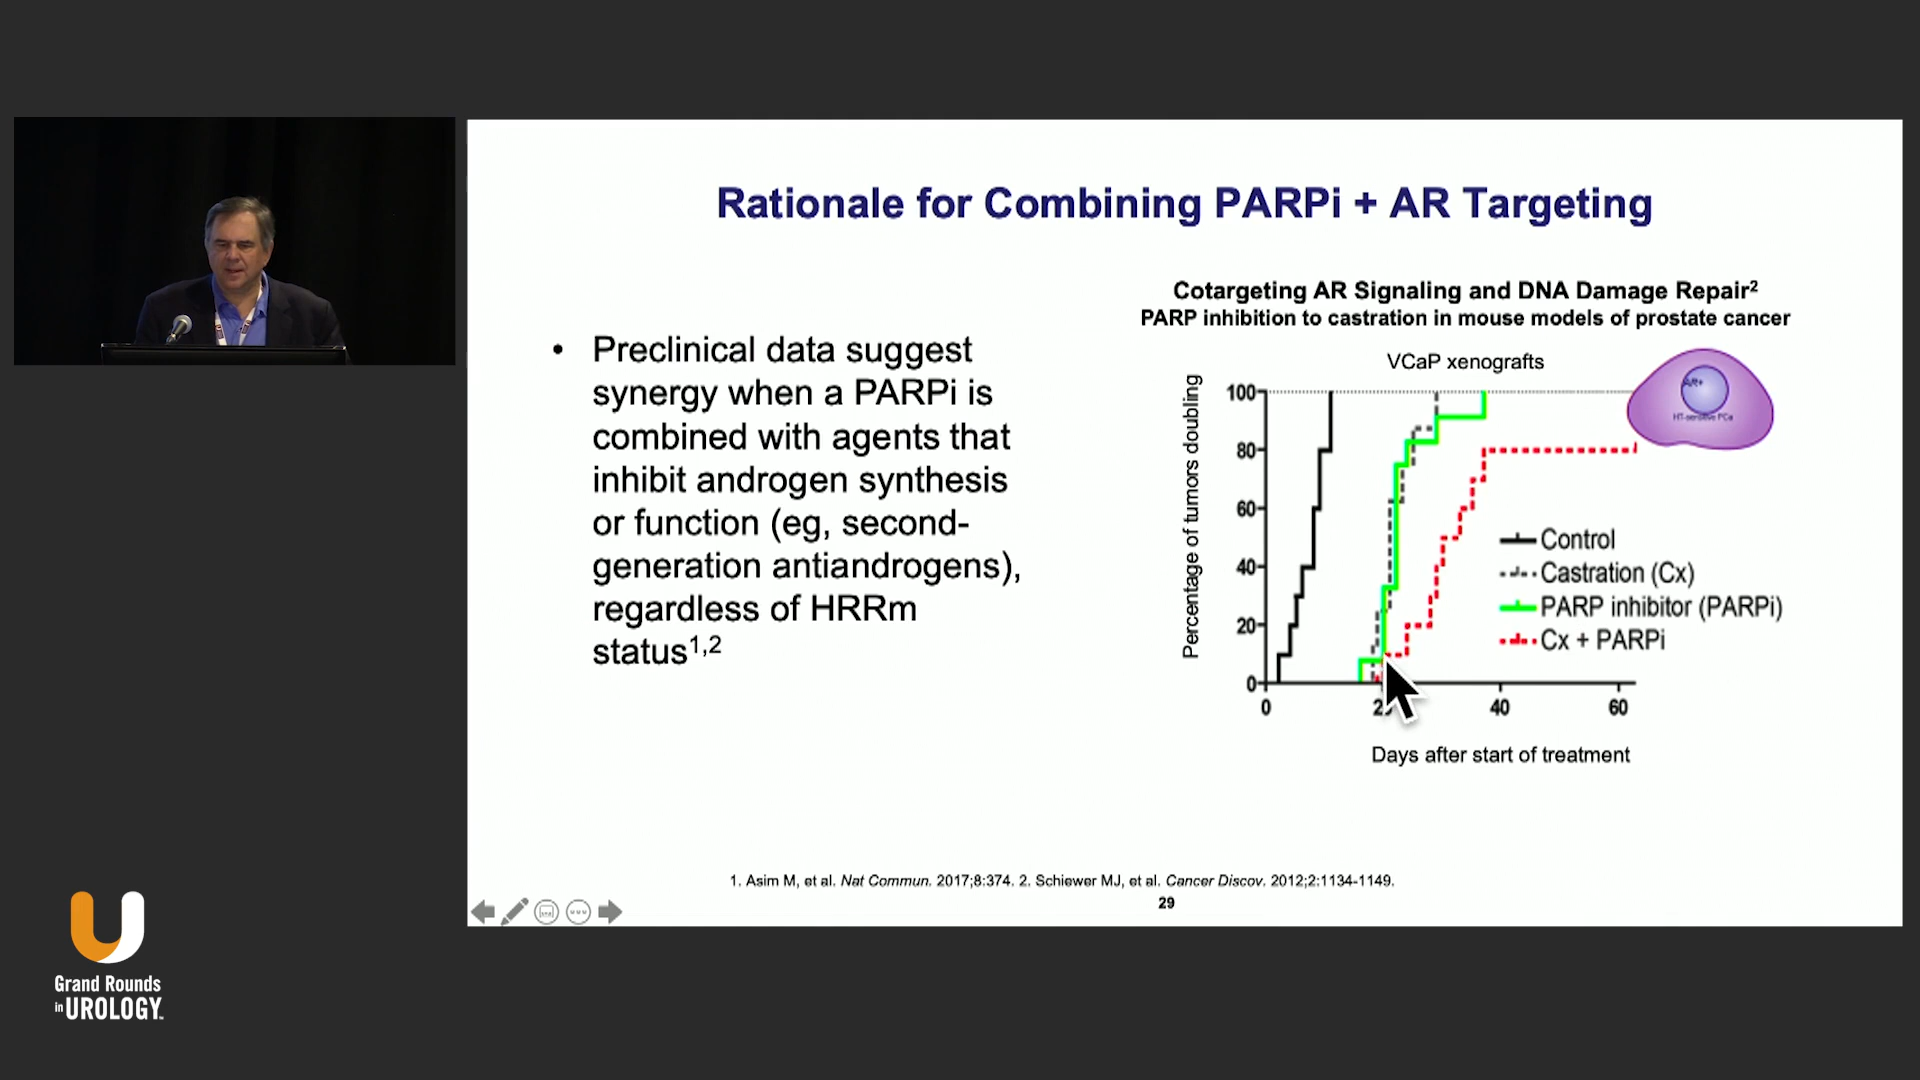 Rationale for Combining PARPi + AR Targeting
• Preclinical data suggest
synergy when a PARPi is
combined with agents that
inhibit androgen synthesis
or function (eg, second-
generation antiandrogens),
regardless of HRRm
status1,2
Cotargeting AR Signaling and DNA Damage Repair2
PARP inhibition to castration in mouse models of prostate cancer
VCaP xenografts
Percentage of tumors doubling
100
80
60
40
20
0
AR+
HT-sensitive PCa
Control
Castration (Cx)
PARP inhibitor (PARPi)
Cx + PARPi
0 40 60
Days after start of treatment
1. Asim M, et al. Nat Commun. 2017;8:374. 2. Schiewer MJ, et al. Cancer Discov. 2012;2:1134-1149.
29
Grand Rounds
in UROLOGY